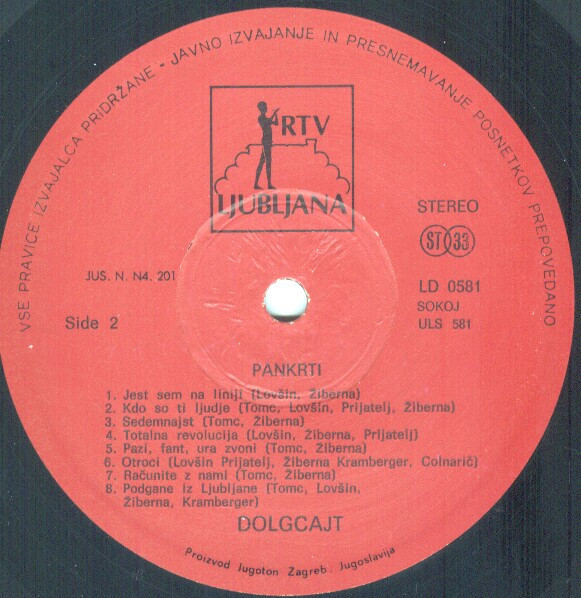 VSE PRAVICE IZVAJALCA PRIDRŽANE - JAVNO IZVAJANJE IN PRESNEMAVANJE POSNETKOV PREPOVEDANO
RTV
LJUBLJANA
STEREO
ST 33
JUS. N. N4. 201
LD 0581
SOKOJ
ULS 581
Side 2
PANKRTI
1. Jest sem na liniji (Lovšin, Žiberna)
2. Kdo so ti ljudje (Tomc, Lovšin, Prijatelj, Žiberna)
3. Sedemnajst (Tomc, Žiberna)
4. Totalna revolucija (Lovšin, Žiberna, Prijatelj)
5. Pazi, fant, ura zvoni (Tomc, Žiberna)
6. Otroci (Lovšin Prijatelj, Žiberna Kramberger, Colnarič)
7. Računite z nami (Tomc, Žiberna)
8. Podgane iz Ljubljane (Tomc, Lovšin,
Žiberna, Kramberger)
DOLGCAJT
Proizvod Jugoton Zagreb. Jugoslavija